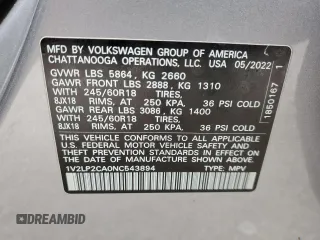 MFD BY VOLKSWAGEN GROUP OF AMERICA
CHATTANOOGA OPERATIONS, LLC. USA 05/2022
GVWR LBS 5864, KG 2660
GAWR FRONT LBS 2888, KG 1310
WITH 245/60R18 TIRES.
8JX18 RIMS, AT 250 KPA. 36 PSI COLD
GAWR REAR LBS 3086, KG 1400
WITH 245/60R18 TIRES.
8JX18 RIMS, AT 250 KPA. 36 PSI COLD
THIS VEHICLE CONFORMS TO ALL APPLICABLE
FEDERAL MOTOR VEHICLE SAFETY AND
THEFT PREVENTION STANDARDS IN EFFECT ON
THE DATE OF MANUFACTURE SHOWN ABOVE.
1V2LP2CA0NC543894 TYPE: MPV
1850167